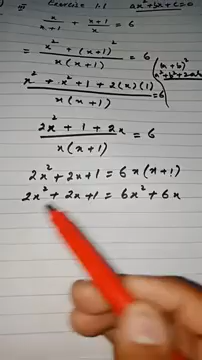 Exercise 1.1
ax²+bx+c=0
x/(x+1) + (x+1)/x = 6
= (x² + (x+1)²)/(x(x+1)) = 6
(a+b)²
a²+b²+2ab
x² + x² + 1 + 2(x)(1)/(x(x+1)) = 6
(2x² + 1 + 2x)/(x(x+1)) = 6
2x² + 2x + 1 = 6x(x+1)
2x² + 2x + 1 = 6x² + 6x